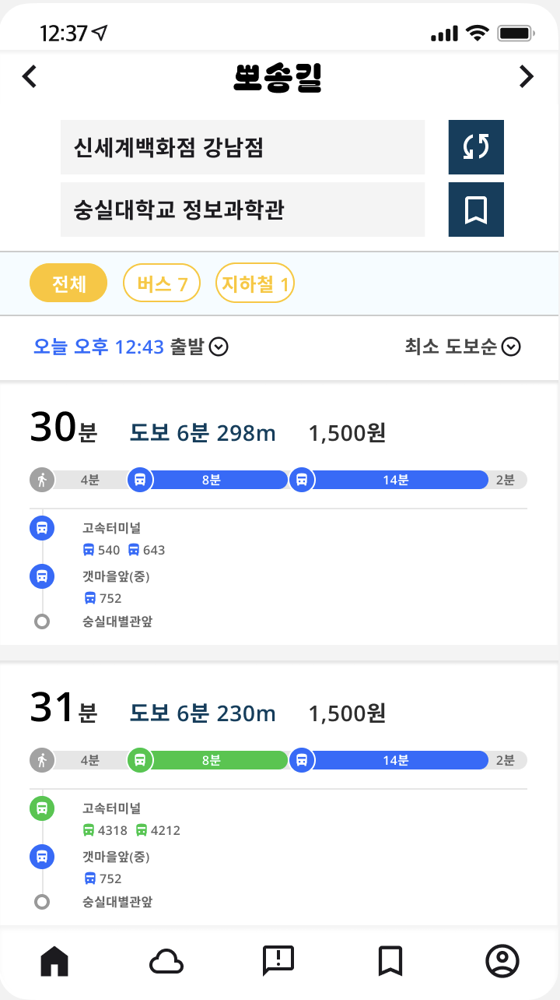 12:37
뽀송길
신세계백화점 강남점
숭실대학교 정보과학관
전체 버스 7 지하철 1
오늘 오후 12:43 출발 최소 도보순
30분 도보 6분 298m 1,500원
4분 8분 14분 2분
고속터미널
540 643
갯마을앞(중)
752
숭실대별관앞
31분 도보 6분 230m 1,500원
4분 8분 14분 2분
고속터미널
4318 4212
갯마을앞(중)
752
숭실대별관앞